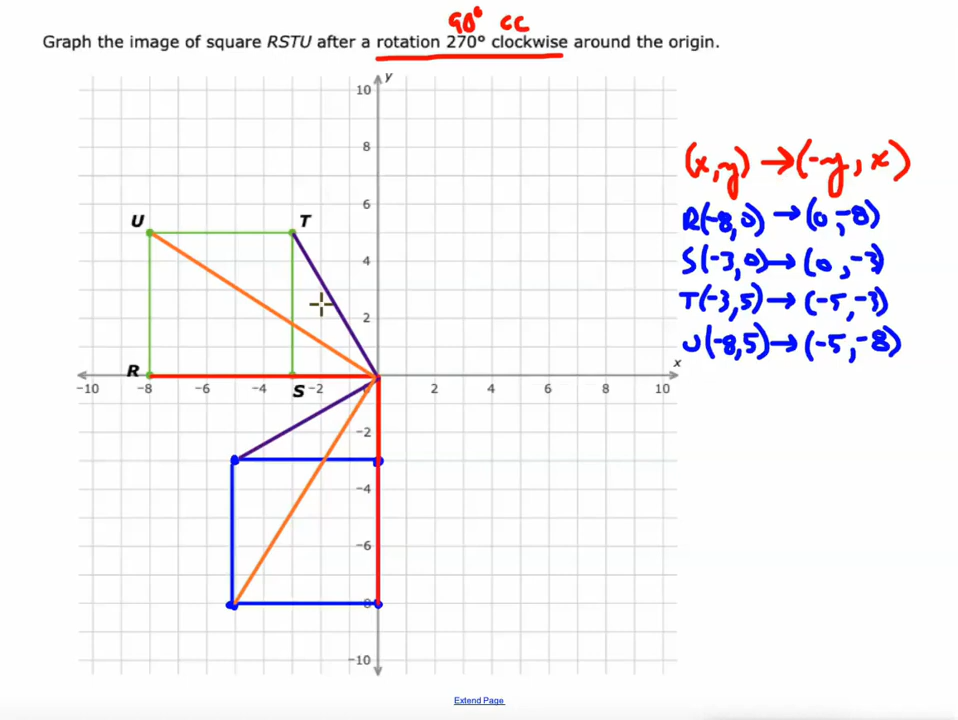 90° CC
Graph the image of square RSTU after a rotation 270° clockwise around the origin.
y
10
8
6
4
2
U
T
R
S
x
-10 -8 -6 -4 -2 2 4 6 8 10
-2
-4
-6
-8
-10
(x,y) → (-y, x)
R(-8,0) → (0,-8)
S(-3,0) → (0,-3)
T(-3,5) → (-5,-3)
U(-8,5) → (-5,-8)
Extend Page